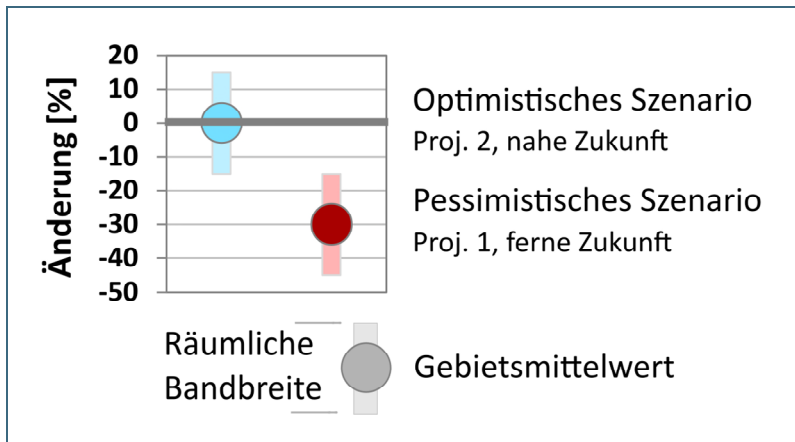 Änderung [%]
20
10
0
-10
-20
-30
-40
-50
Optimistisches Szenario
Proj. 2, nahe Zukunft
Pessimistisches Szenario
Proj. 1, ferne Zukunft
Räumliche
Bandbreite
Gebietsmittelwert